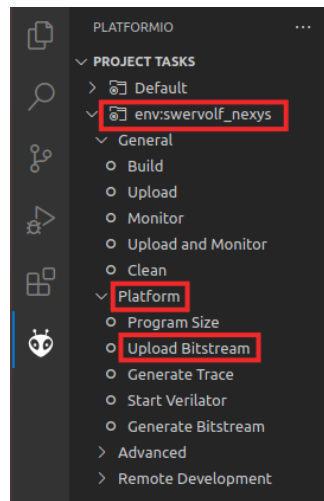 PLATFORMIO
PROJECT TASKS
Default
env:swervolf_nexys
General
Build
Upload
Monitor
Upload and Monitor
Clean
Platform
Program Size
Upload Bitstream
Generate Trace
Start Verilator
Generate Bitstream
Advanced
Remote Development